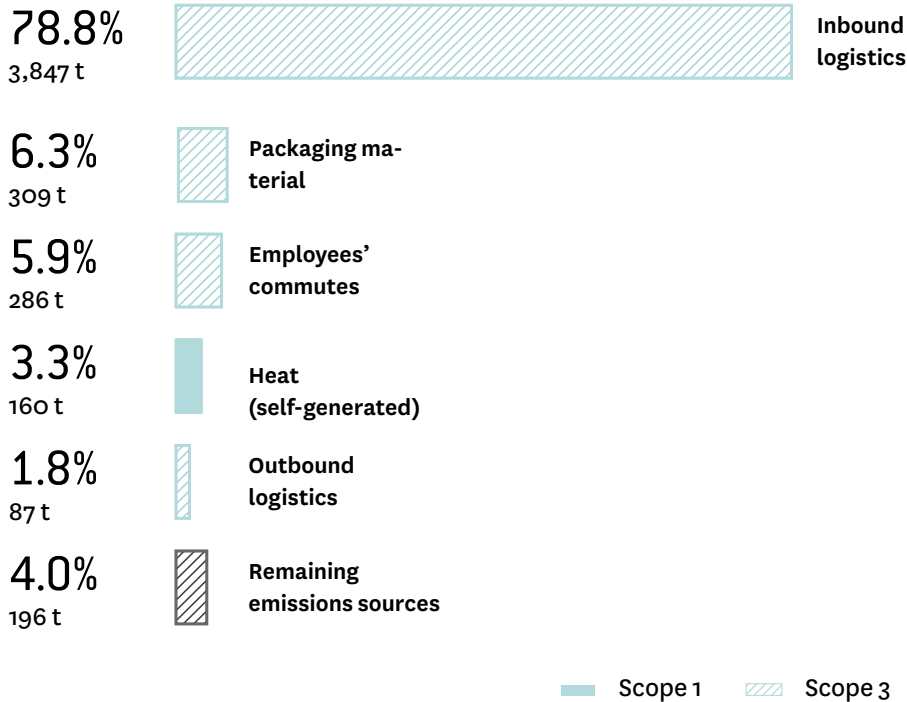 78.8%
3,847 t
Inbound
logistics
6.3%
309 t
Packaging ma-
terial
5.9%
286 t
Employees’
commutes
3.3%
160 t
Heat
(self-generated)
1.8%
87 t
Outbound
logistics
4.0%
196 t
Remaining
emissions sources
Scope 1
Scope 3